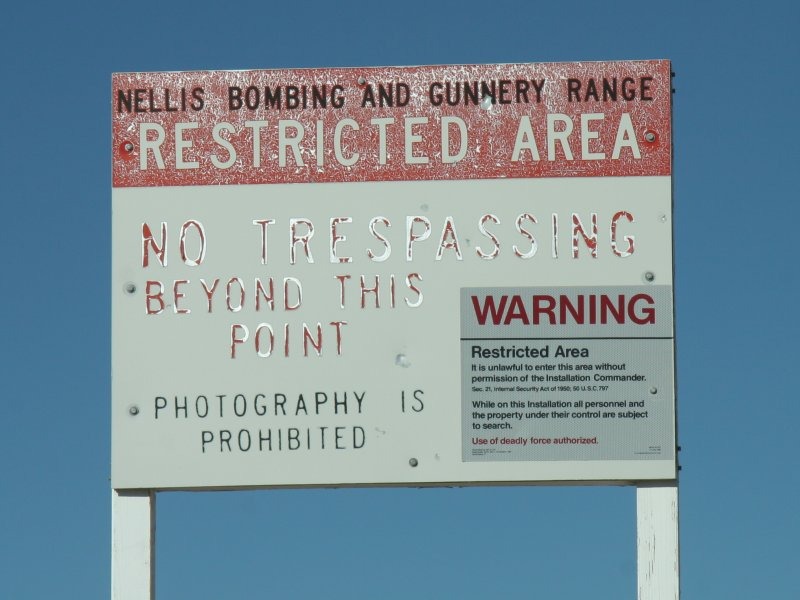 NELLIS BOMBING AND GUNNERY RANGE
RESTRICTED AREA
NO TRESPASSING
BEYOND THIS
POINT
PHOTOGRAPHY IS
PROHIBITED
WARNING
Restricted Area
It is unlawful to enter this area without
permission of the Installation Commander.
Sec. 21, Internal Security Act of 1950; 50 U.S.C. 797
While on this Installation all personnel and
the property under their control are subject
to search.
Use of deadly force authorized.